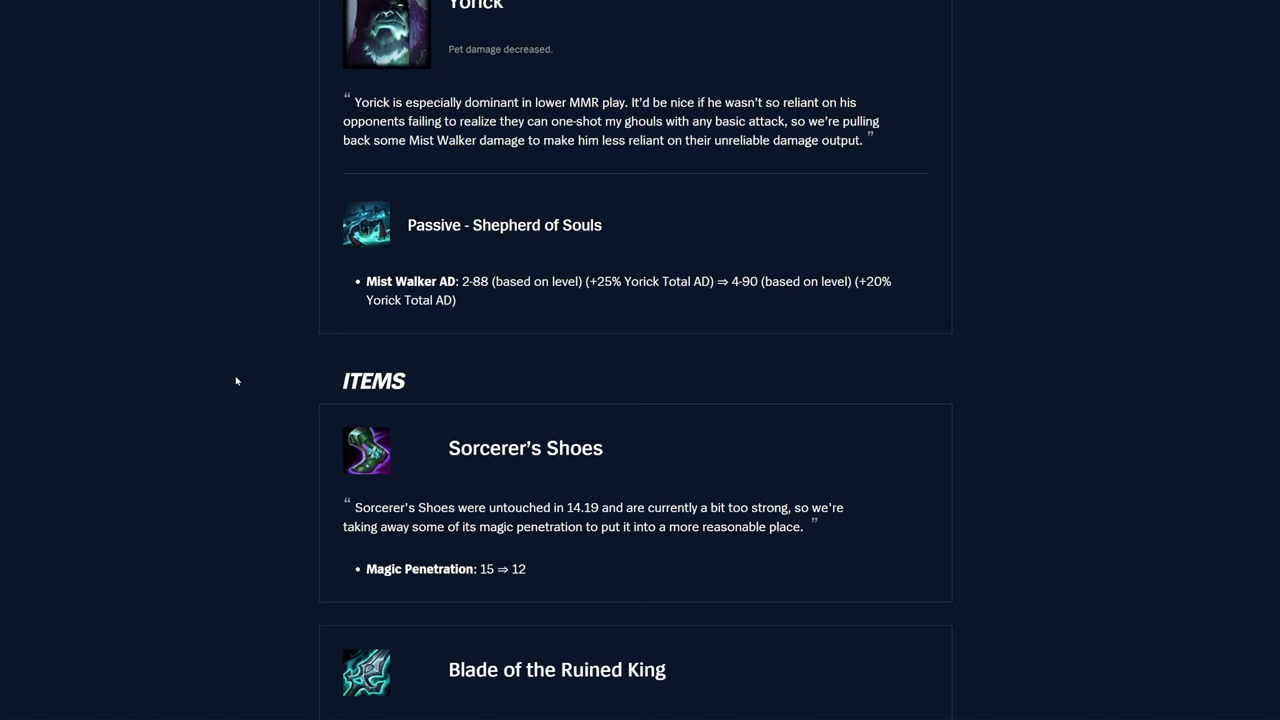 Yorick
Pet damage decreased.
“ Yorick is especially dominant in lower MMR play. It’d be nice if he wasn’t so reliant on his
opponents failing to realize they can one-shot my ghouls with any basic attack, so we’re pulling
back some Mist Walker damage to make him less reliant on their unreliable damage output. ”
Passive - Shepherd of Souls
• Mist Walker AD: 2-88 (based on level) (+25% Yorick Total AD) ⇒ 4-90 (based on level) (+20%
Yorick Total AD)
ITEMS
Sorcerer’s Shoes
“ Sorcerer's Shoes were untouched in 14.19 and are currently a bit too strong, so we're
taking away some of its magic penetration to put it into a more reasonable place. ”
• Magic Penetration: 15 ⇒ 12
Blade of the Ruined King